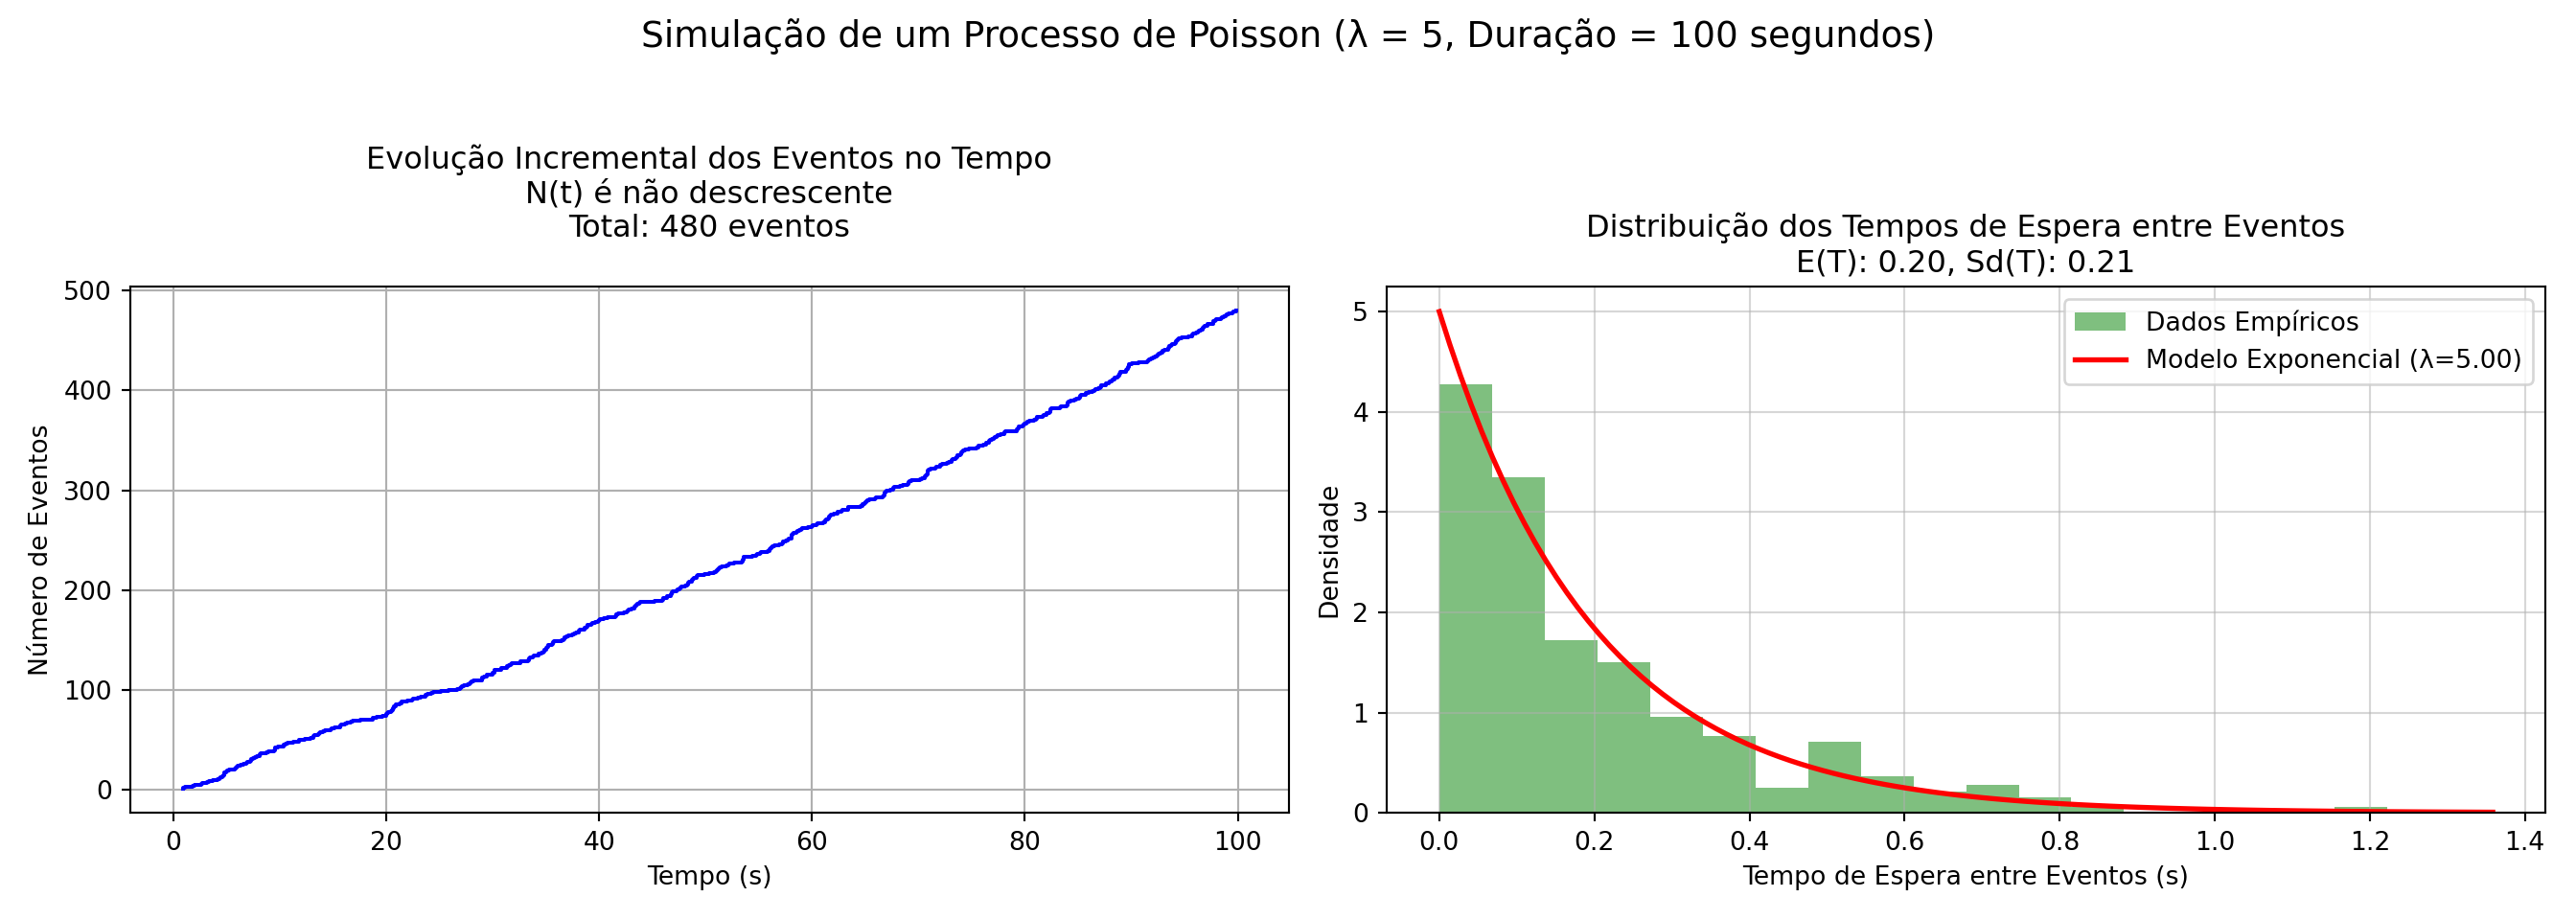 Simulação de um Processo de Poisson (λ = 5, Duração = 100 segundos)
Evolução Incremental dos Eventos no Tempo
N(t) é não descrescente
Total: 480 eventos
500
400
300
200
100
0
Número de Eventos
0 20 40 60 80 100
Tempo (s)
Distribuição dos Tempos de Espera entre Eventos
E(T): 0.20, Sd(T): 0.21
Dados Empíricos
Modelo Exponencial (λ=5.00)
5
4
3
2
1
0
Densidade
0.0 0.2 0.4 0.6 0.8 1.0 1.2 1.4
Tempo de Espera entre Eventos (s)